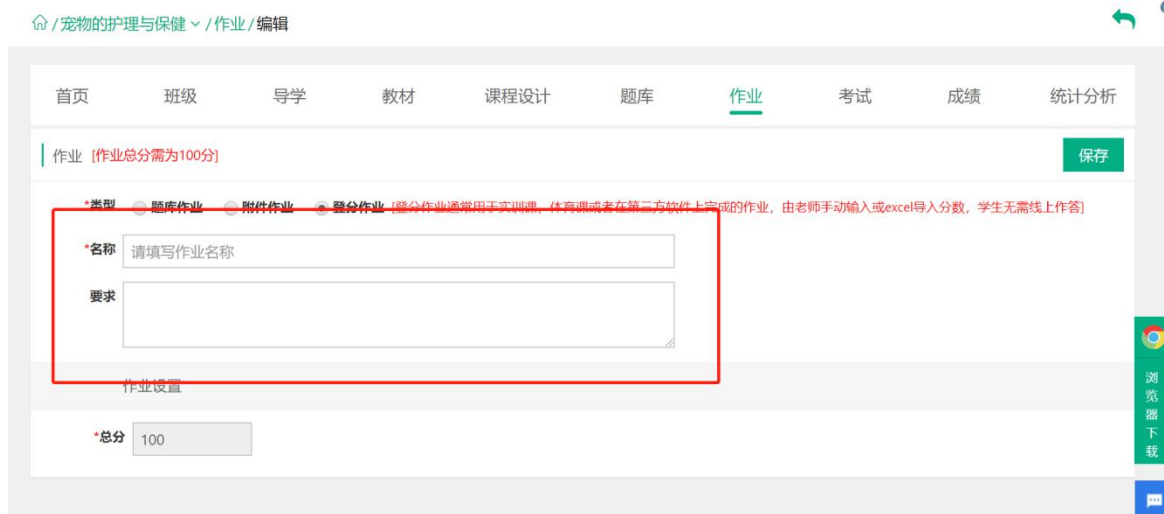 /宠物的护理与保健 /作业/编辑
首页 班级 导学 教材 课程设计 题库 作业 考试 成绩 统计分析
作业 [作业总分需为100分] 保存
*类型 题库作业 附件作业 登分作业 [登分作业通常用于实训课，体育课或者在第三方软件上完成的作业，由老师手动输入或excel导入分数，学生无需线上作答]
*名称 请填写作业名称
要求
作业设置
*总分 100
浏览器下载